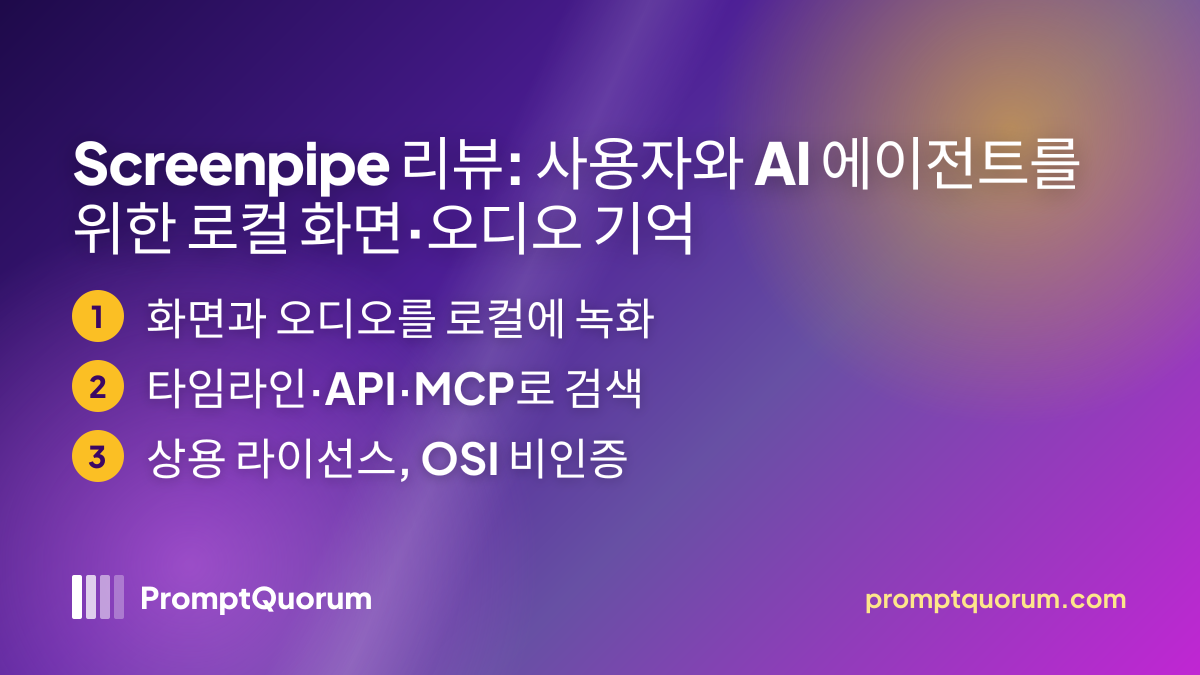 Screenpipe 리뷰: 사용자와 AI 에이전트를
위한 로컬 화면·오디오 기억
1 화면과 오디오를 로컬에 녹화
2 타임라인·API·MCP로 검색
3 상용 라이선스, OSI 비인증
PromptQuorum
promptquorum.com